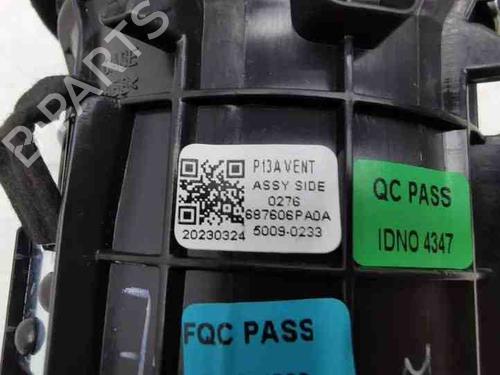 B PARTS
P13A VENT
ASSY SIDE
0276
687606PA0A
20230324 5009-0233
QC PASS
IDNO 4347
FQC PASS